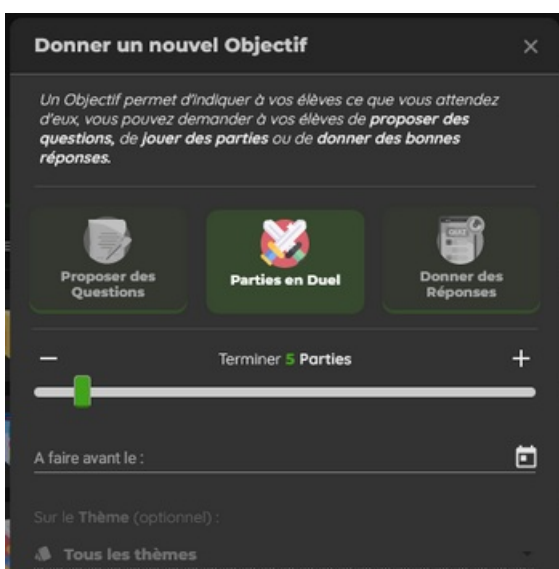 Donner un nouvel Objectif
Un Objectif permet d'indiquer à vos élèves ce que vous attendez
d'eux, vous pouvez demander à vos élèves de proposer des
questions, de jouer des parties ou de donner des bonnes
réponses.
Proposer des
Questions
Parties en Duel
QUIZ
Donner des
Réponses
Terminer 5 Parties
A faire avant le :
Sur le Thème (optionnel) :
Tous les thèmes